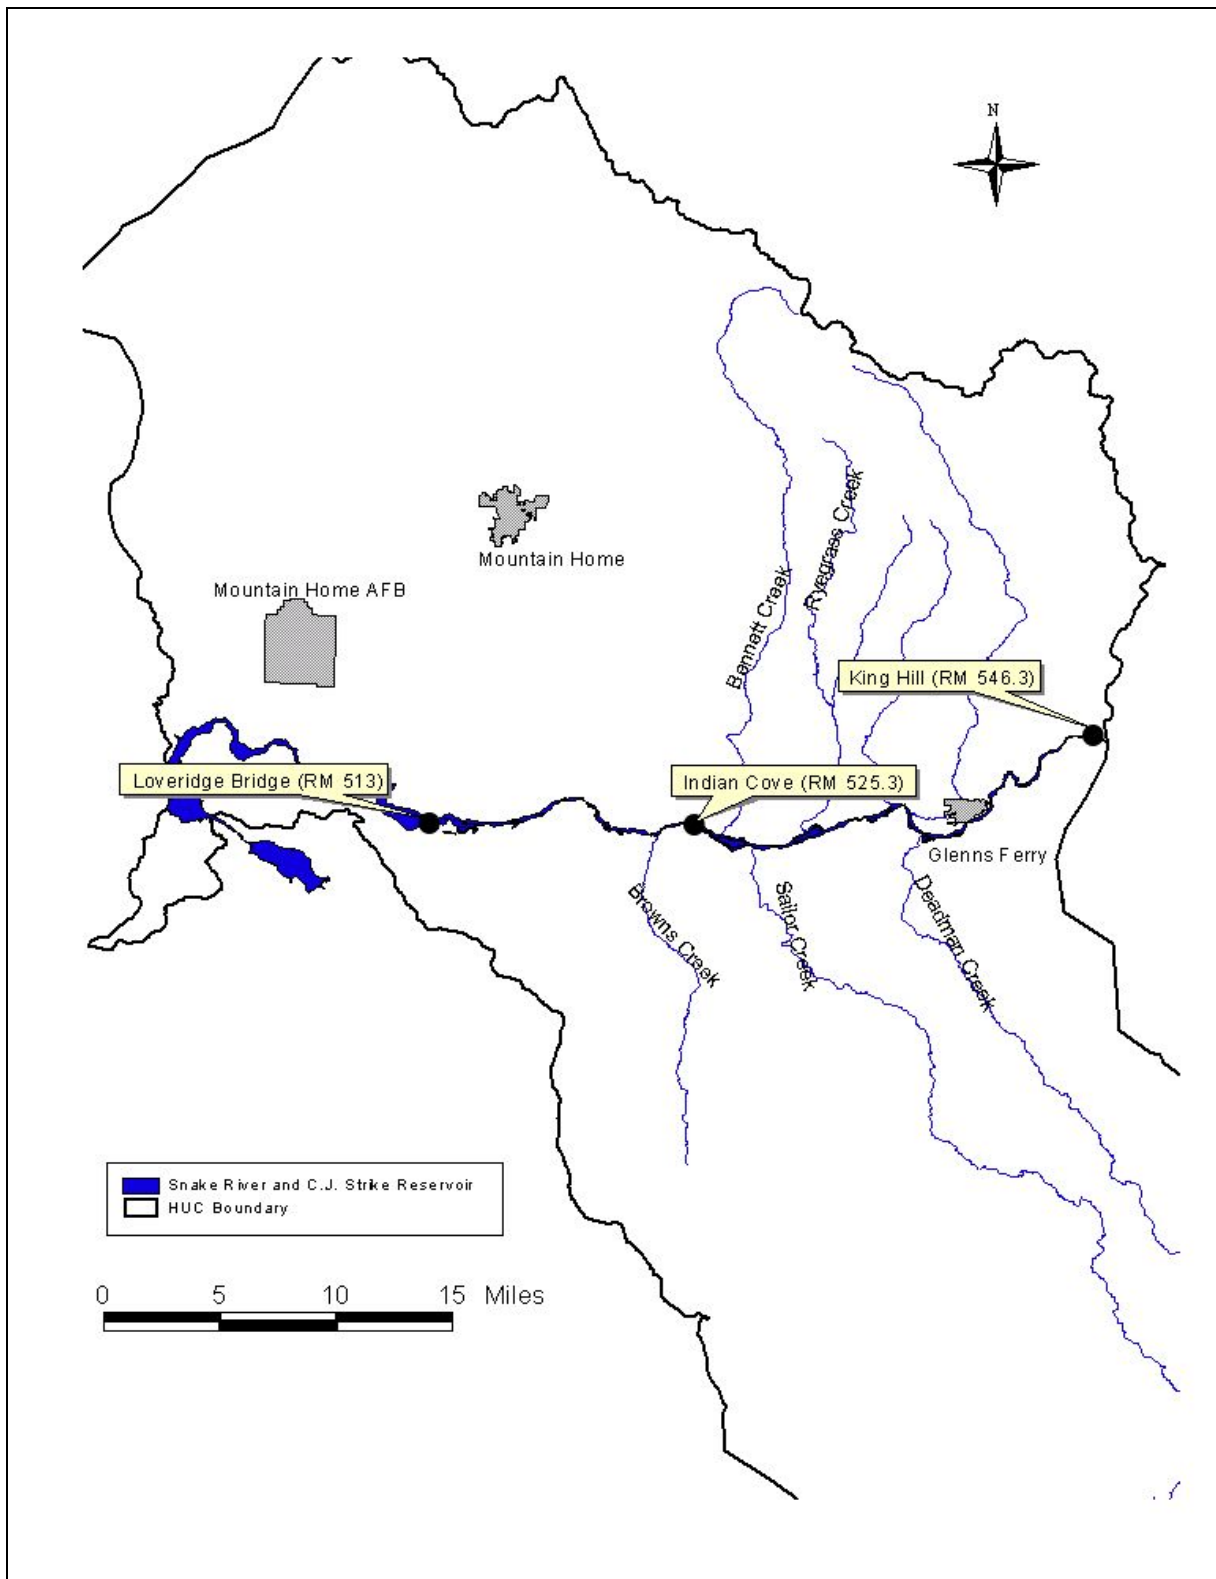 N
Ryegrass Creek
Mountain Home
Mountain Home AFB
Bennett Creek
King Hill (RM 546.3)
Loveridge Bridge (RM 513)
Indian Cove (RM 525.3)
Glenns Ferry
Browns Creek
Sailor Creek
Deadman Creek
Snake River and C.J. Strike Reservoir
HUC Boundary
0 5 10 15 Miles